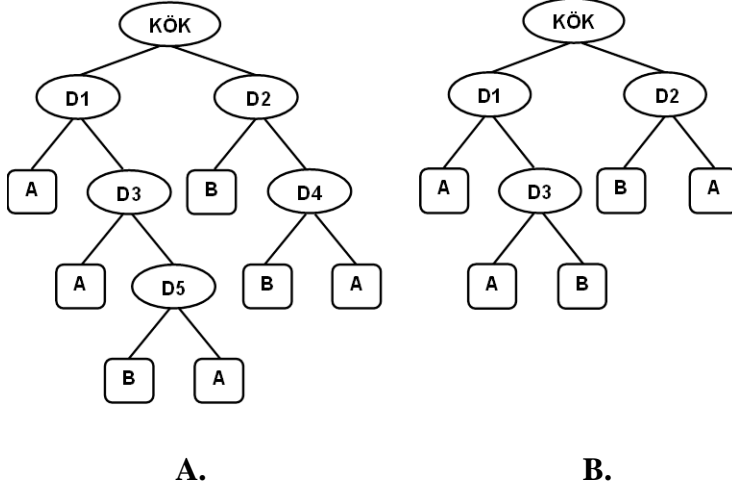 KÖK KÖK
D1 D2 D1 D2
A D3 B D4 A D3 B A
A D5 B A A B
B A
A. B.